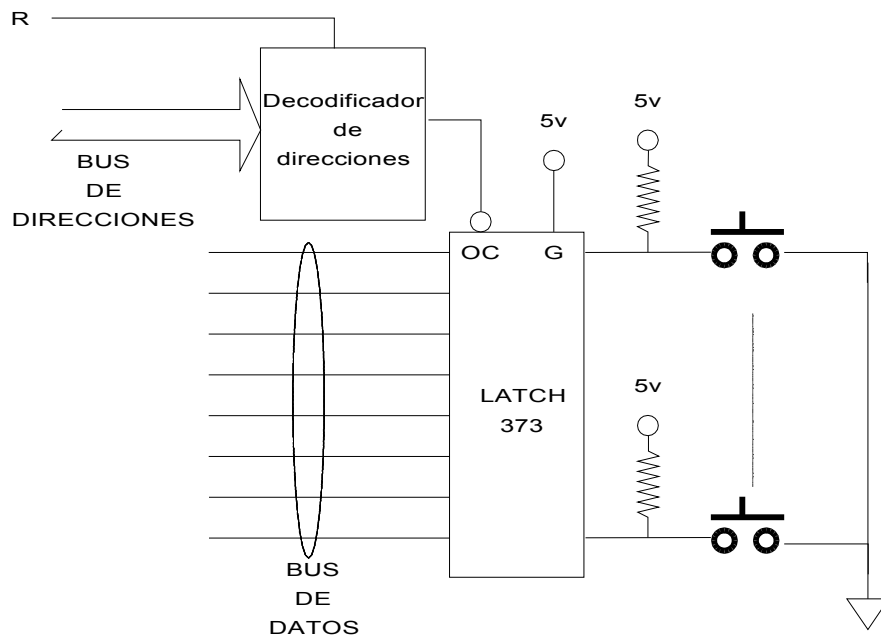 R
Decodificador
de
direcciones
5v
5v
BUS
DE
DIRECCIONES
OC
G
5v
LATCH
373
BUS
DE
DATOS